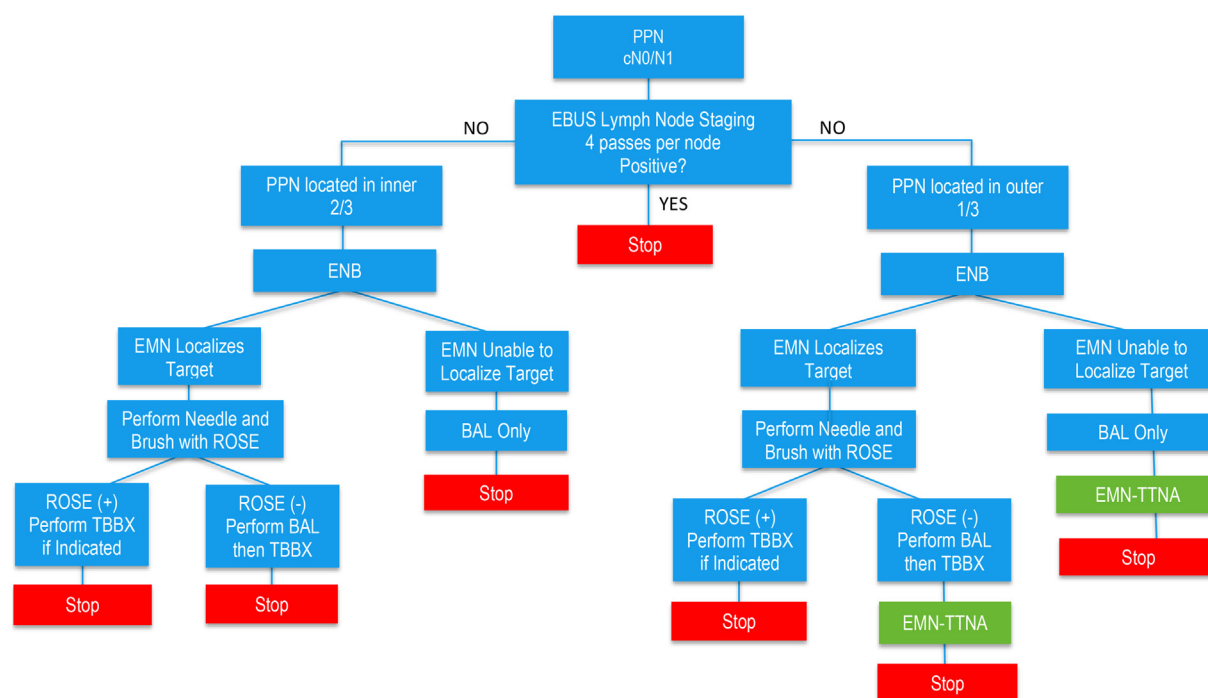 PPN
cN0/N1
EBUS Lymph Node Staging
4 passes per node
Positive?
NO
NO
YES
Stop
PPN located in inner
2/3
ENB
EMN Localizes
Target
EMN Unable to
Localize Target
Perform Needle and
Brush with ROSE
BAL Only
Stop
ROSE (+)
Perform TBBX
if Indicated
ROSE (-)
Perform BAL
then TBBX
Stop
Stop
PPN located in outer
1/3
ENB
EMN Localizes
Target
EMN Unable to
Localize Target
Perform Needle and
Brush with ROSE
BAL Only
EMN-TTNA
Stop
ROSE (+)
Perform TBBX
if Indicated
ROSE (-)
Perform BAL
then TBBX
Stop
EMN-TTNA
Stop